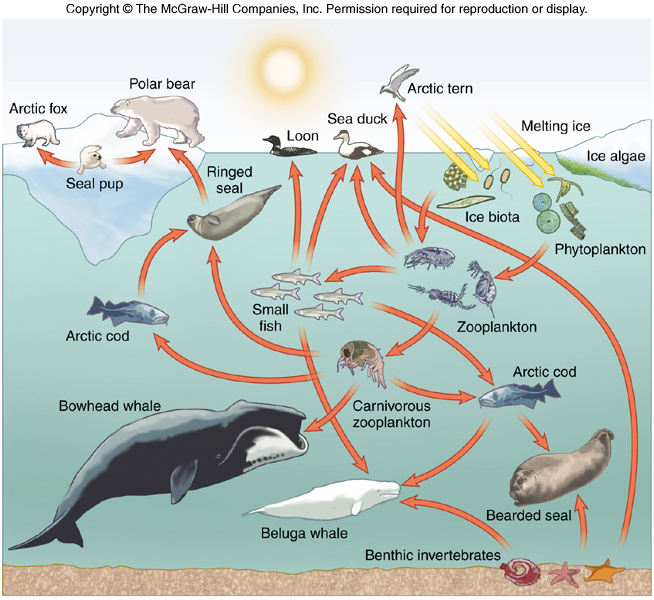 Copyright © The McGraw-Hill Companies, Inc. Permission required for reproduction or display.
Polar bear
Arctic fox
Seal pup
Ringed
seal
Loon
Sea duck
Arctic tern
Melting ice
Ice algae
Ice biota
Phytoplankton
Zooplankton
Small
fish
Arctic cod
Arctic cod
Carnivorous
zooplankton
Bowhead whale
Beluga whale
Bearded seal
Benthic invertebrates